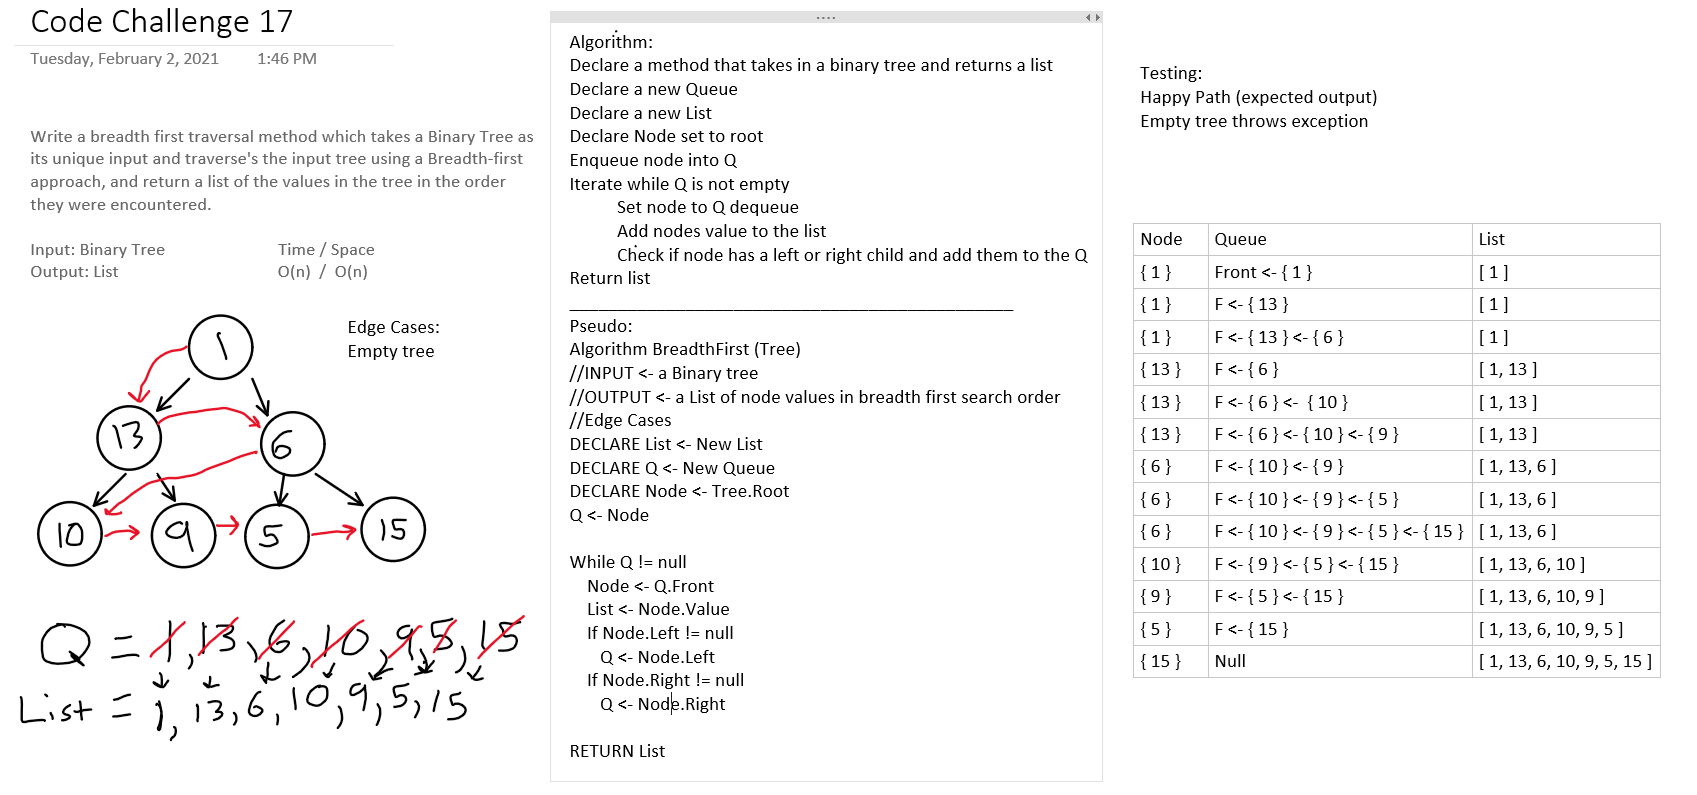 Code Challenge 17
Tuesday, February 2, 2021 1:46 PM
Write a breadth first traversal method which takes a Binary Tree as
its unique input and traverse's the input tree using a Breadth-first
approach, and return a list of the values in the tree in the order
they were encountered.
Input: Binary Tree Time / Space
Output: List O(n) / O(n)
Edge Cases:
Empty tree
1
13
6
10
9
5
15
Q = 1, 13, 6, 10, 9, 5, 15
List = 1, 13, 6, 10, 9, 5, 15
Algorithm:
Declare a method that takes in a binary tree and returns a list
Declare a new Queue
Declare a new List
Declare Node set to root
Enqueue node into Q
Iterate while Q is not empty
Set node to Q dequeue
Add nodes value to the list
Check if node has a left or right child and add them to the Q
Return list
Pseudo:
Algorithm BreadthFirst (Tree)
//INPUT <- a Binary tree
//OUTPUT <- a List of node values in breadth first search order
//Edge Cases
DECLARE List <- New List
DECLARE Q <- New Queue
DECLARE Node <- Tree.Root
Q <- Node
While Q != null
Node <- Q.Front
List <- Node.Value
If Node.Left != null
Q <- Node.Left
If Node.Right != null
Q <- Node.Right
RETURN List
Testing:
Happy Path (expected output)
Empty tree throws exception
Node Queue List
{ 1 } Front <- { 1 } [ 1 ]
{ 1 } F <- { 13 } [ 1 ]
{ 1 } F <- { 13 } <- { 6 } [ 1 ]
{ 13 } F <- { 6 } [ 1, 13 ]
{ 13 } F <- { 6 } <- { 10 } [ 1, 13 ]
{ 13 } F <- { 6 } <- { 10 } <- { 9 } [ 1, 13 ]
{ 6 } F <- { 10 } <- { 9 } [ 1, 13, 6 ]
{ 6 } F <- { 10 } <- { 9 } <- { 5 } [ 1, 13, 6 ]
{ 6 } F <- { 10 } <- { 9 } <- { 5 } <- { 15 } [ 1, 13, 6 ]
{ 10 } F <- { 9 } <- { 5 } <- { 15 } [ 1, 13, 6, 10 ]
{ 9 } F <- { 5 } <- { 15 } [ 1, 13, 6, 10, 9 ]
{ 5 } F <- { 15 } [ 1, 13, 6, 10, 9, 5 ]
{ 15 } Null [ 1, 13, 6, 10, 9, 5, 15 ]